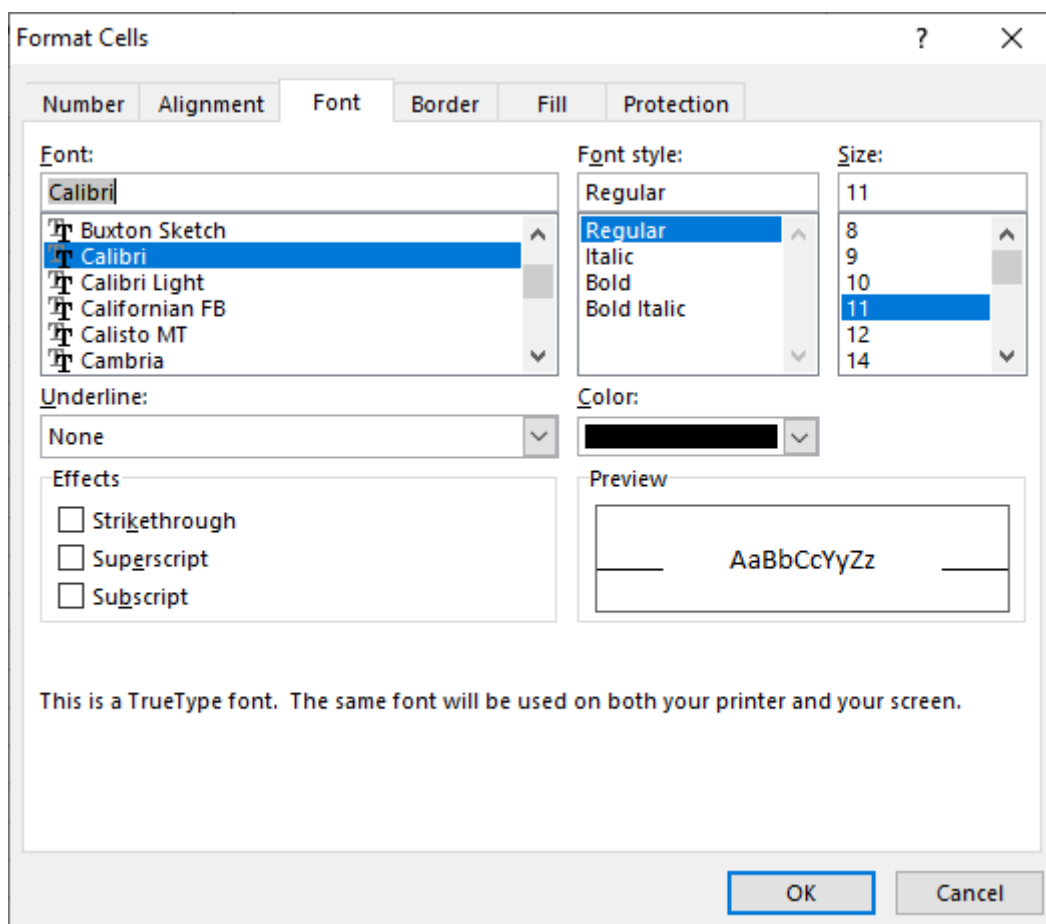 Format Cells ?
Number Alignment Font Border Fill Protection
Font: Font style: Size:
Calibri Regular 11
Buxton Sketch Regular 8
Calibri Italic 9
Calibri Light Bold 10
Californian FB Bold Italic 11
Calisto MT 12
Cambria 14
Underline: Color:
None
Effects Preview
Strikethrough
Superscript AaBbCcYyZz
Subscript
This is a TrueType font.  The same font will be used on both your printer and your screen.
OK Cancel